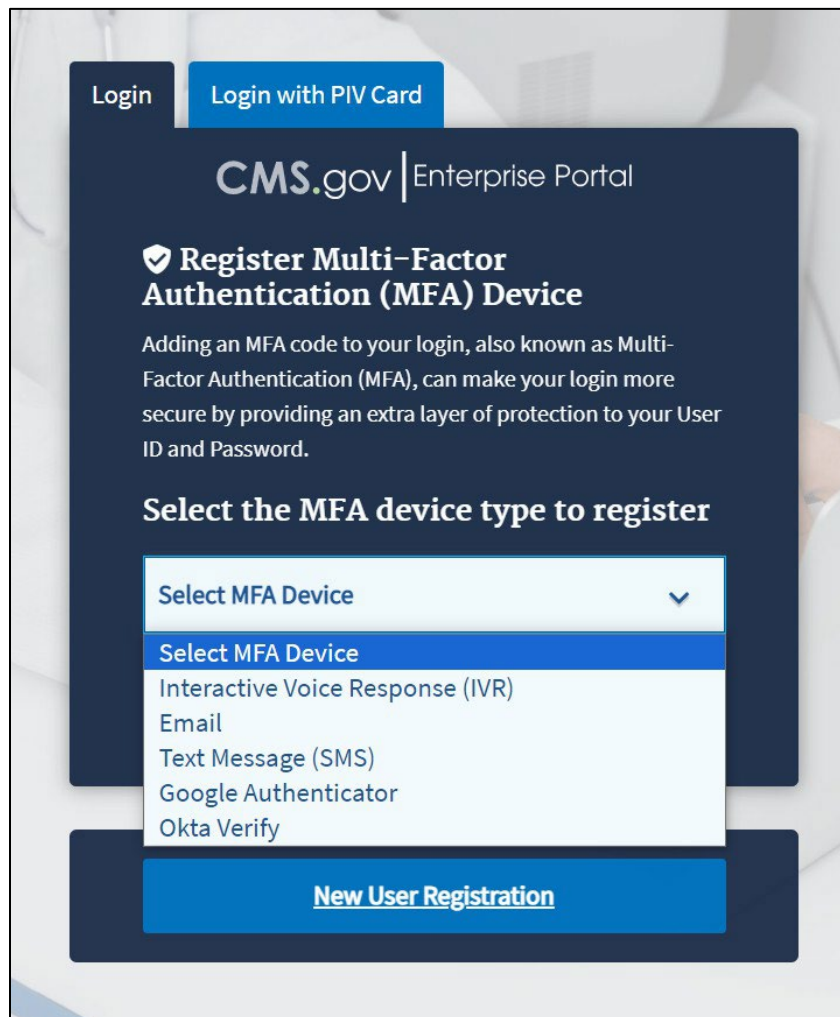 Login
Login with PIV Card
CMS.gov Enterprise Portal
Register Multi-Factor
Authentication (MFA) Device
Adding an MFA code to your login, also known as Multi-
Factor Authentication (MFA), can make your login more
secure by providing an extra layer of protection to your User
ID and Password.
Select the MFA device type to register
Select MFA Device
Select MFA Device
Interactive Voice Response (IVR)
Email
Text Message (SMS)
Google Authenticator
Okta Verify
New User Registration